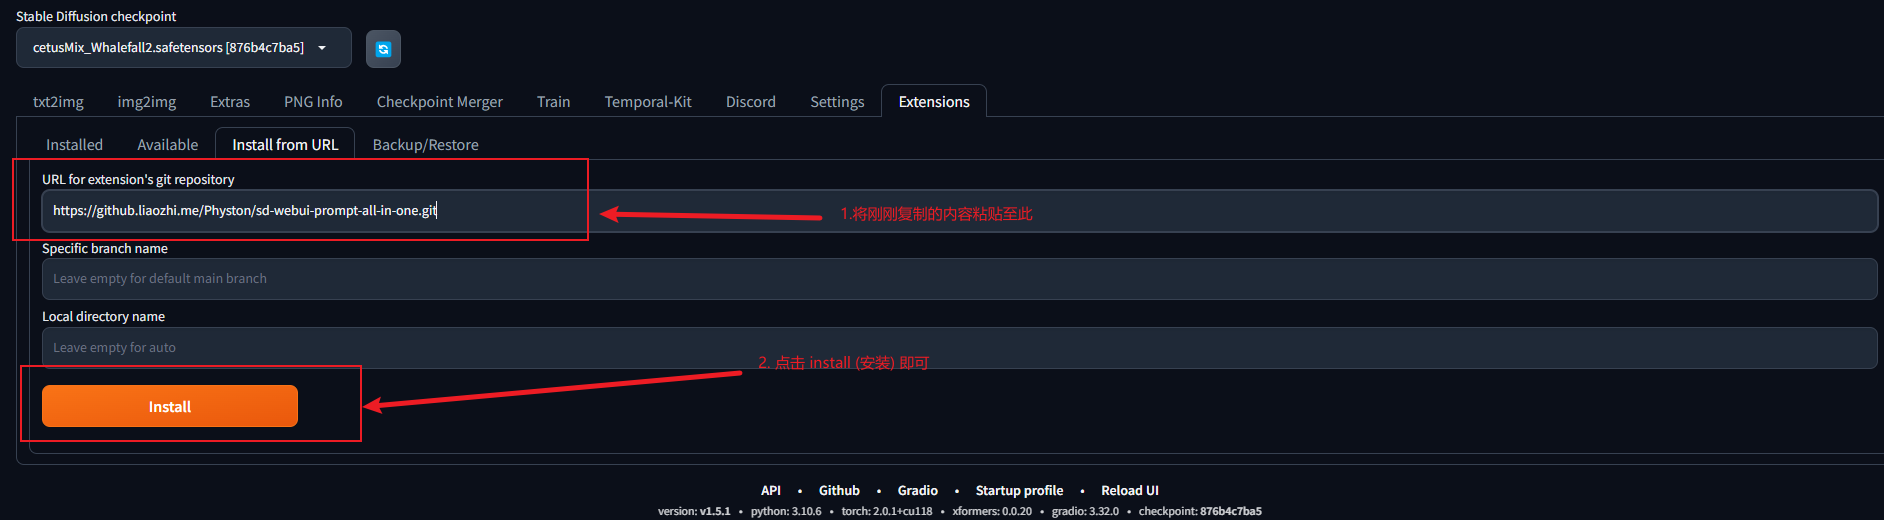 Stable Diffusion checkpoint
cetusMix_Whalefall2.safetensors [876b4c7ba5]
txt2img img2img Extras PNG Info Checkpoint Merger Train Temporal-Kit Discord Settings Extensions
Installed Available Install from URL Backup/Restore
URL for extension's git repository
https://github.liaozhi.me/Physton/sd-webui-prompt-all-in-one.git
1.将刚刚复制的内容粘贴至此
Specific branch name
Leave empty for default main branch
Local directory name
Leave empty for auto
2. 点击 install (安装) 即可
Install
API • Github • Gradio • Startup profile • Reload UI
version: v1.5.1 • python: 3.10.6 • torch: 2.0.1+cu118 • xformers: 0.0.20 • gradio: 3.32.0 • checkpoint: 876b4c7ba5